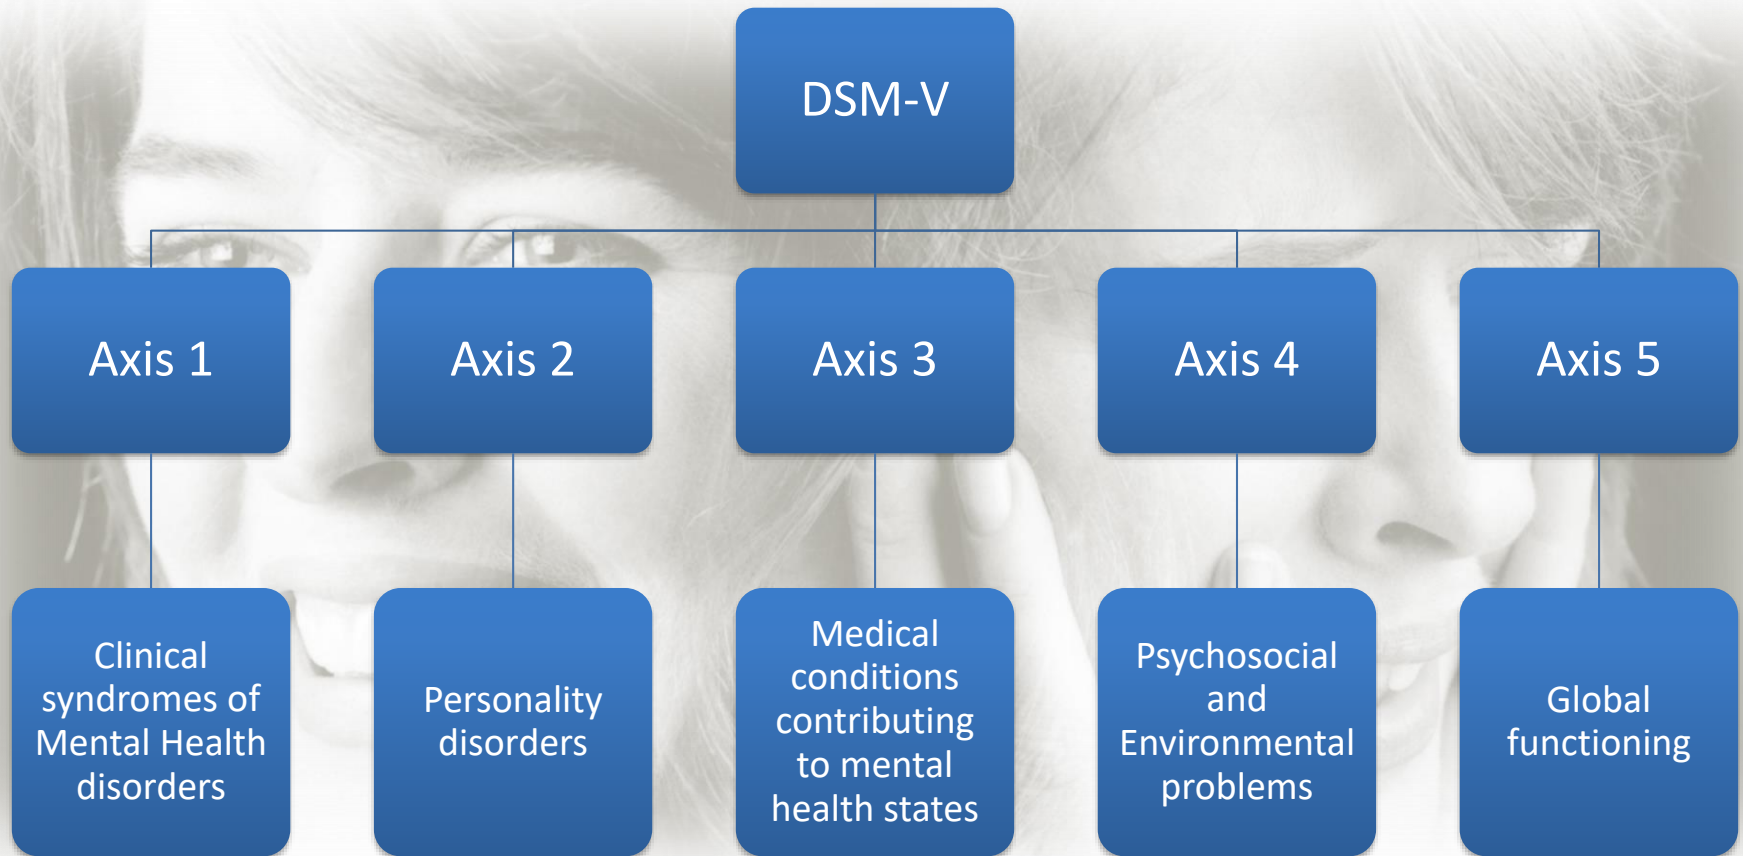 DSM-V
Axis 1
Axis 2
Axis 3
Axis 4
Axis 5
Clinical
syndromes of
Mental Health
disorders
Personality
disorders
Medical
conditions
contributing
to mental
health states
Psychosocial
and
Environmental
problems
Global
functioning